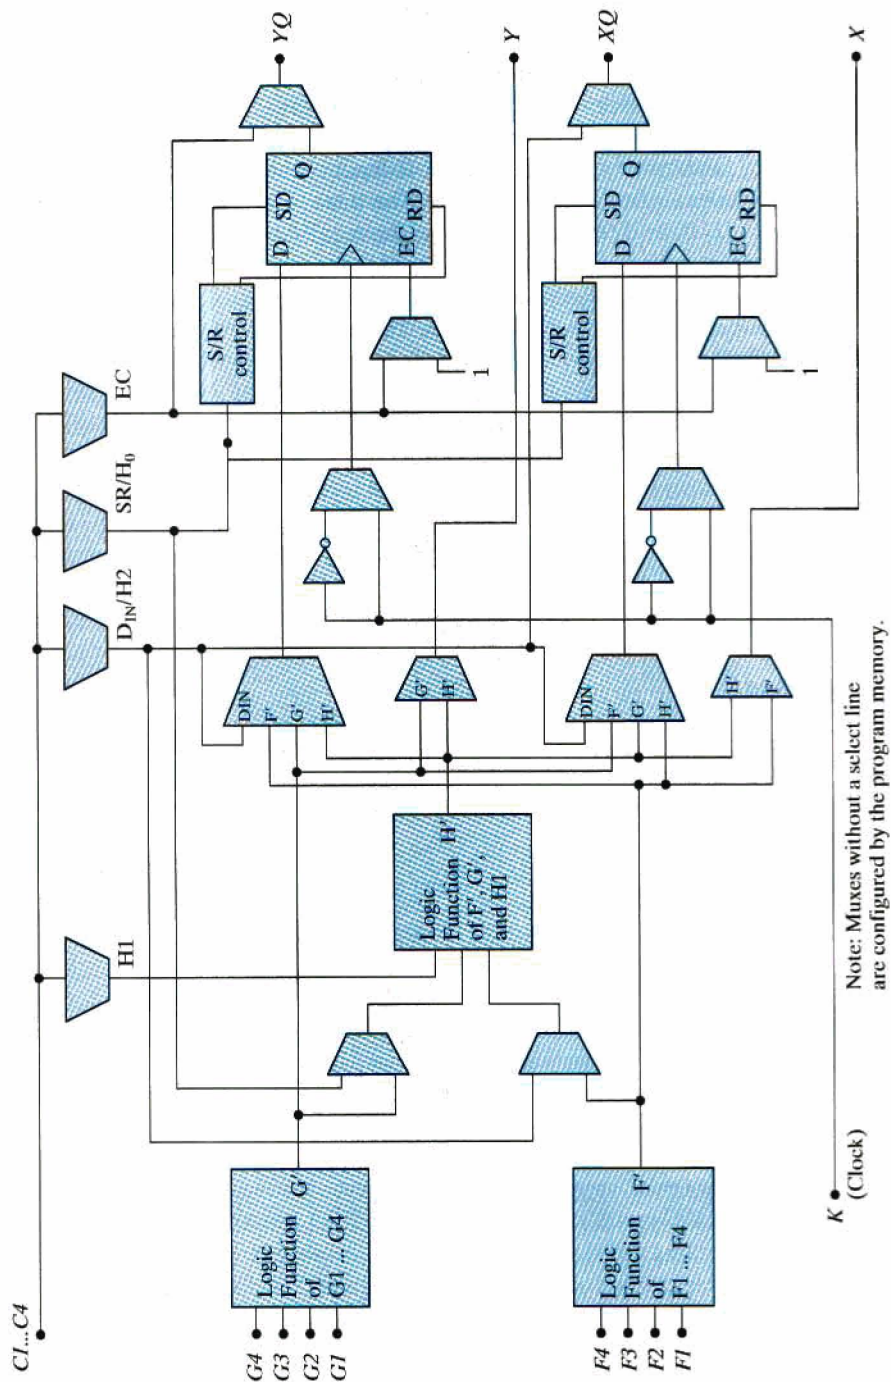 C1...C4
H1
D_IN/H2
SR/H_0
EC
G4
G3
G2
G1
Logic
Function
of
G1 ... G4
G'
F4
F3
F2
F1
Logic
Function
of
F1 ... F4
F'
Logic
Function
of F', G',
and H1
H'
DIN
F'
G'
H'
G'
H'
DIN
F'
G'
H'
H'
F'
S/R
control
D
SD
Q
EC
RD
1
S/R
control
D
SD
Q
EC
RD
1
YQ
Y
XQ
X
K
(Clock)
Note: Muxes without a select line
are configured by the program memory.